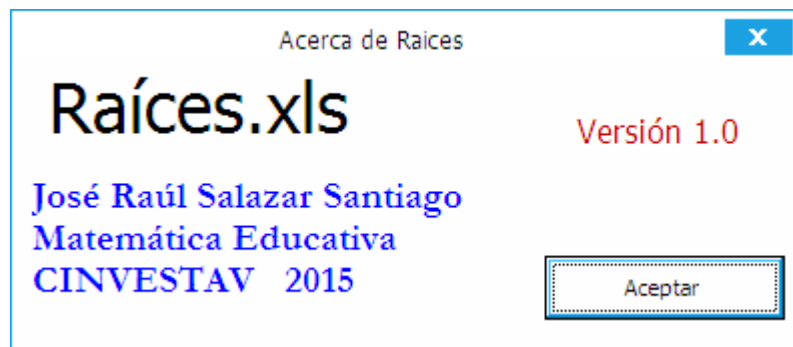 Acerca de Raices
x
Raíces.xls
Versión 1.0
José Raúl Salazar Santiago
Matemática Educativa
CINVESTAV 2015
Aceptar